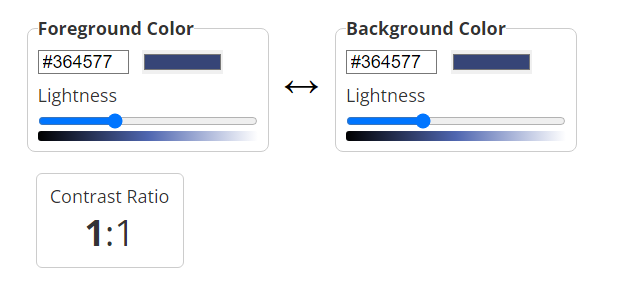 Foreground Color
#364577
Lightness
Background Color
#364577
Lightness
Contrast Ratio
1:1